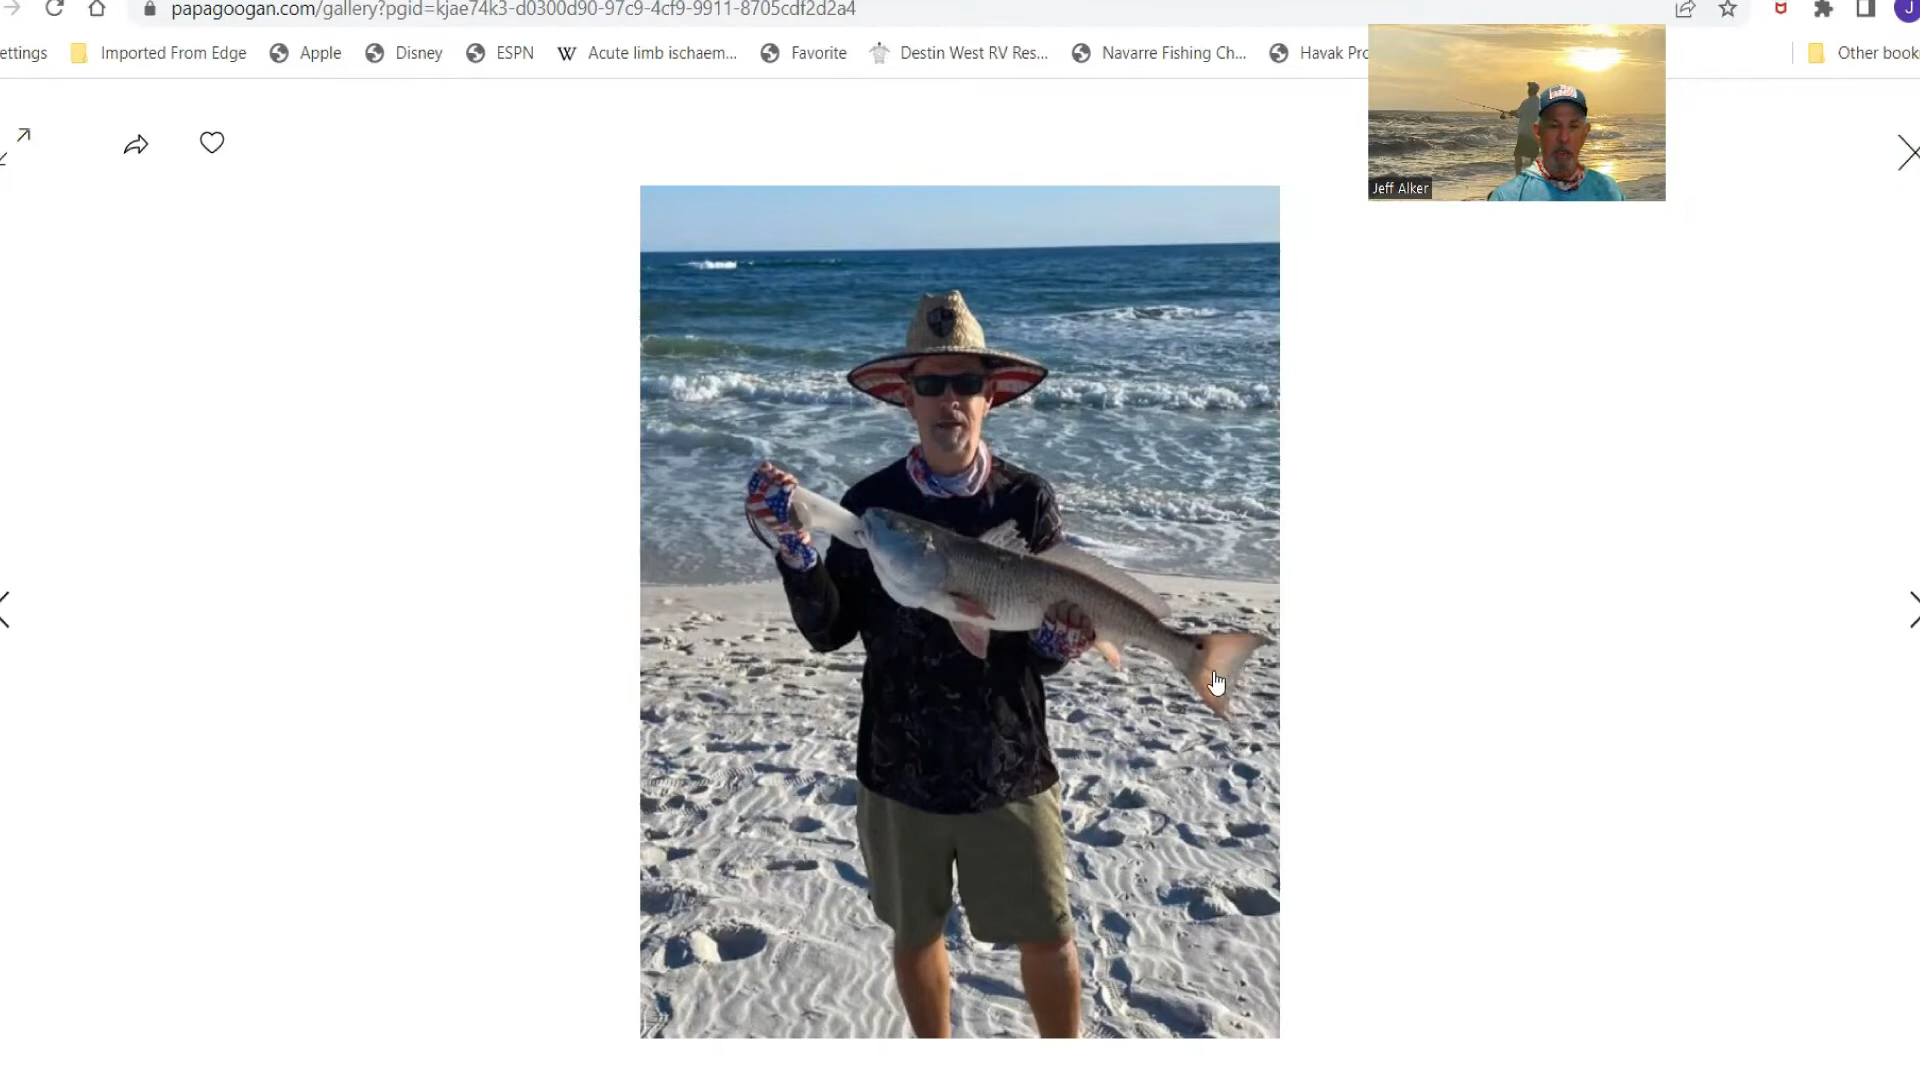 papagoogan.com/gallery?pgid=kjae74k3-d0300d90-97c9-4cf9-9911-8705cdf2d2a4
J
ettings Imported From Edge Apple Disney ESPN W Acute limb ischaem... Favorite Destin West RV Res... Navarre Fishing Ch... Havak Pro Other book
Jeff Alker